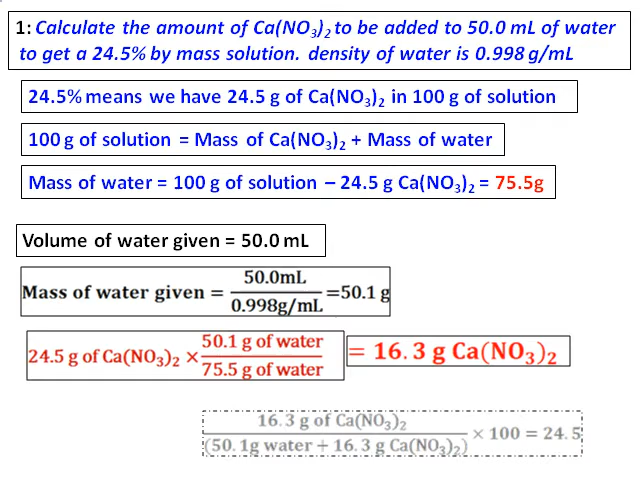 1: Calculate the amount of Ca(NO₃)₂ to be added to 50.0 mL of water
to get a 24.5% by mass solution. density of water is 0.998 g/mL
24.5% means we have 24.5 g of Ca(NO₃)₂ in 100 g of solution
100 g of solution = Mass of Ca(NO₃)₂ + Mass of water
Mass of water = 100 g of solution – 24.5 g Ca(NO₃)₂ = 75.5g
Volume of water given = 50.0 mL
Mass of water given = 50.0mL / 0.998g/mL =50.1 g
24.5 g of Ca(NO₃)₂ × 50.1 g of water / 75.5 g of water = 16.3 g Ca(NO₃)₂
16.3 g of Ca(NO₃)₂ / (50.1g water + 16.3 g Ca(NO₃)₂) × 100 = 24.5